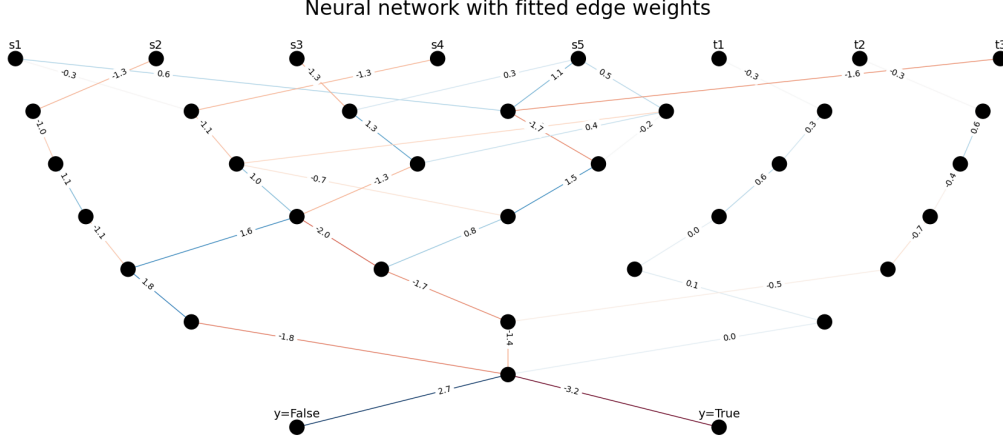 Neural network with fitted edge weights
s1 s2 s3 s4 s5 t1 t2 t3
-0.3 -1.3 0.6 -1.3 -1.3 0.3 1.1 0.5 -0.3 -1.6 -0.3
-1.0 -1.1 1.3 -1.7 0.4 -0.2 0.3 0.6
1.1 1.0 -0.7 -1.3 1.5 0.6 -0.4
-1.1 1.6 -2.0 0.8 0.0 -0.7
1.8 -1.7 0.1 -0.5
-1.8 -1.4 0.0
2.7 -3.2
y=False y=True